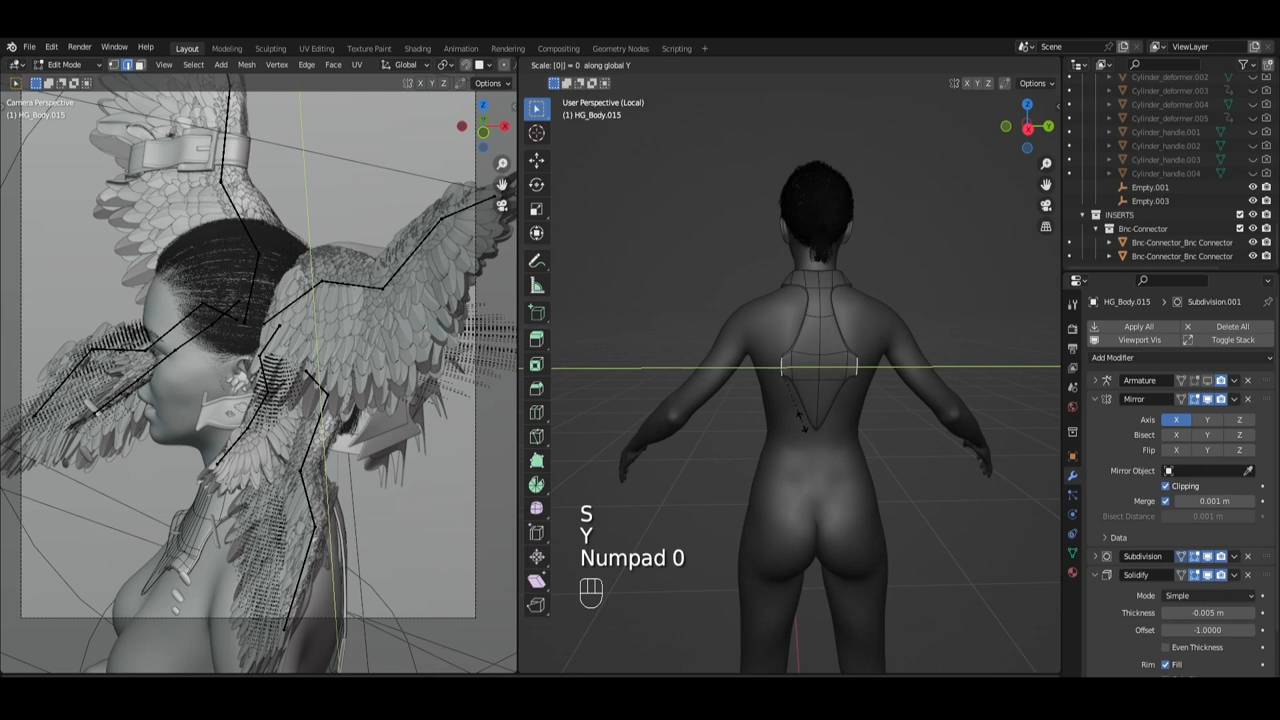 File Edit Render Window Help Layout Modeling Sculpting UV Editing Texture Paint Shading Animation Rendering Compositing Geometry Nodes Scripting + Scene ViewLayer
Edit Mode View Select Add Mesh Vertex Edge Face UV Global
Scale: [0|] = 0 along global Y
X Y Z Options
X Y Z Options
Camera Perspective
(1) HG_Body.015
User Perspective (Local)
(1) HG_Body.015
Z
X
Z
X
Y
S
Y
Numpad 0
Cylinder_deformer.002
Cylinder_deformer.003
Cylinder_deformer.004
Cylinder_deformer.005
Cylinder_handle.001
Cylinder_handle.002
Cylinder_handle.003
Cylinder_handle.004
Empty.001
Empty.003
INSERTS
Bnc-Connector
Bnc-Connector_Bnc Connector
Bnc-Connector_Bnc Connector
HG_Body.015 > Subdivision.001
Apply All Delete All
Viewport Vis Toggle Stack
Add Modifier
Armature
Mirror
Axis X Y Z
Bisect X Y Z
Flip X Y Z
Mirror Object
Clipping
Merge 0.001 m
Bisect Distance 0.001 m
Data
Subdivision
Solidify
Mode Simple
Thickness -0.005 m
Offset -1.0000
Even Thickness
Rim Fill